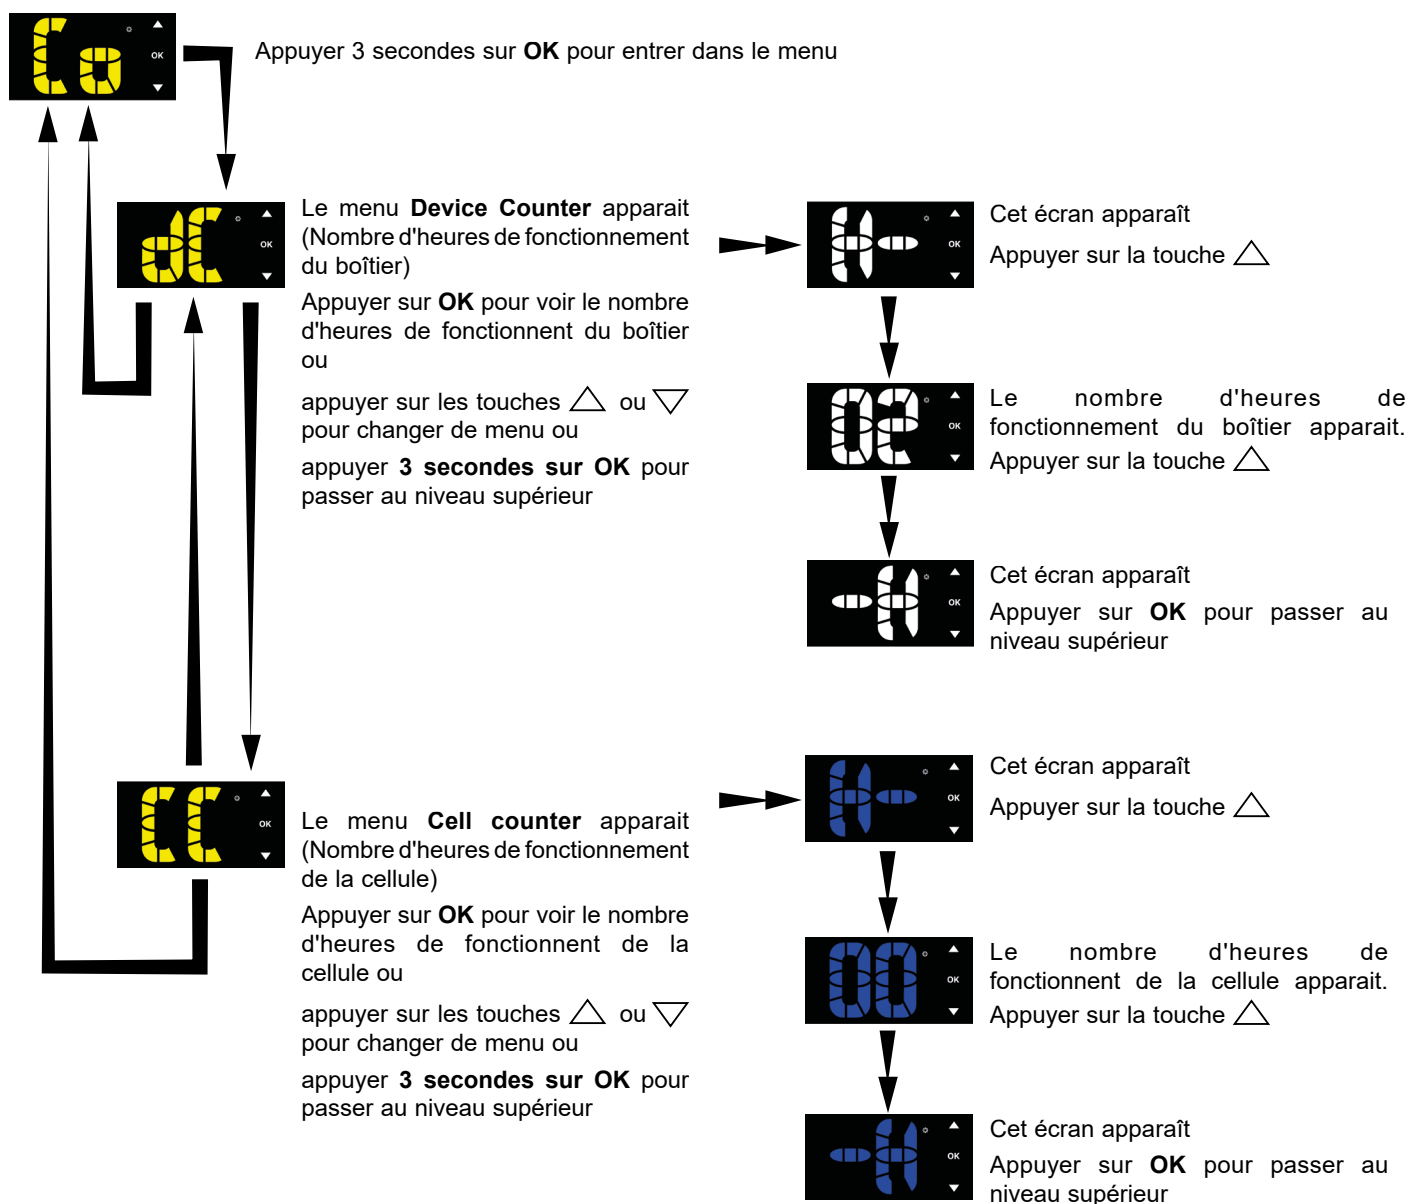 Co
OK
Appuyer 3 secondes sur OK pour entrer dans le menu
dC
OK
Le menu Device Counter apparait
(Nombre d'heures de fonctionnement
du boîtier)
Appuyer sur OK pour voir le nombre
d'heures de fonctionnent du boîtier
ou
appuyer sur les touches △ ou ▽
pour changer de menu ou
appuyer 3 secondes sur OK pour
passer au niveau supérieur
H-
OK
Cet écran apparaît
Appuyer sur la touche △
02
OK
Le nombre d'heures de
fonctionnement du boîtier apparait.
Appuyer sur la touche △
-H
OK
Cet écran apparaît
Appuyer sur OK pour passer au
niveau supérieur
CC
OK
Le menu Cell counter apparait
(Nombre d'heures de fonctionnement
de la cellule)
Appuyer sur OK pour voir le nombre
d'heures de fonctionnent de la
cellule ou
appuyer sur les touches △ ou ▽
pour changer de menu ou
appuyer 3 secondes sur OK pour
passer au niveau supérieur
H-
OK
Cet écran apparaît
Appuyer sur la touche △
00
OK
Le nombre d'heures de
fonctionnent de la cellule apparait.
Appuyer sur la touche △
-H
OK
Cet écran apparaît
Appuyer sur OK pour passer au
niveau supérieur